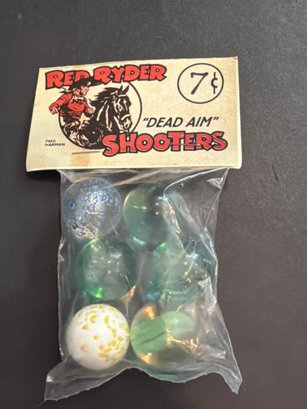 RED RYDER
7¢
"DEAD AIM"
SHOOTERS
FRED
HARMAN